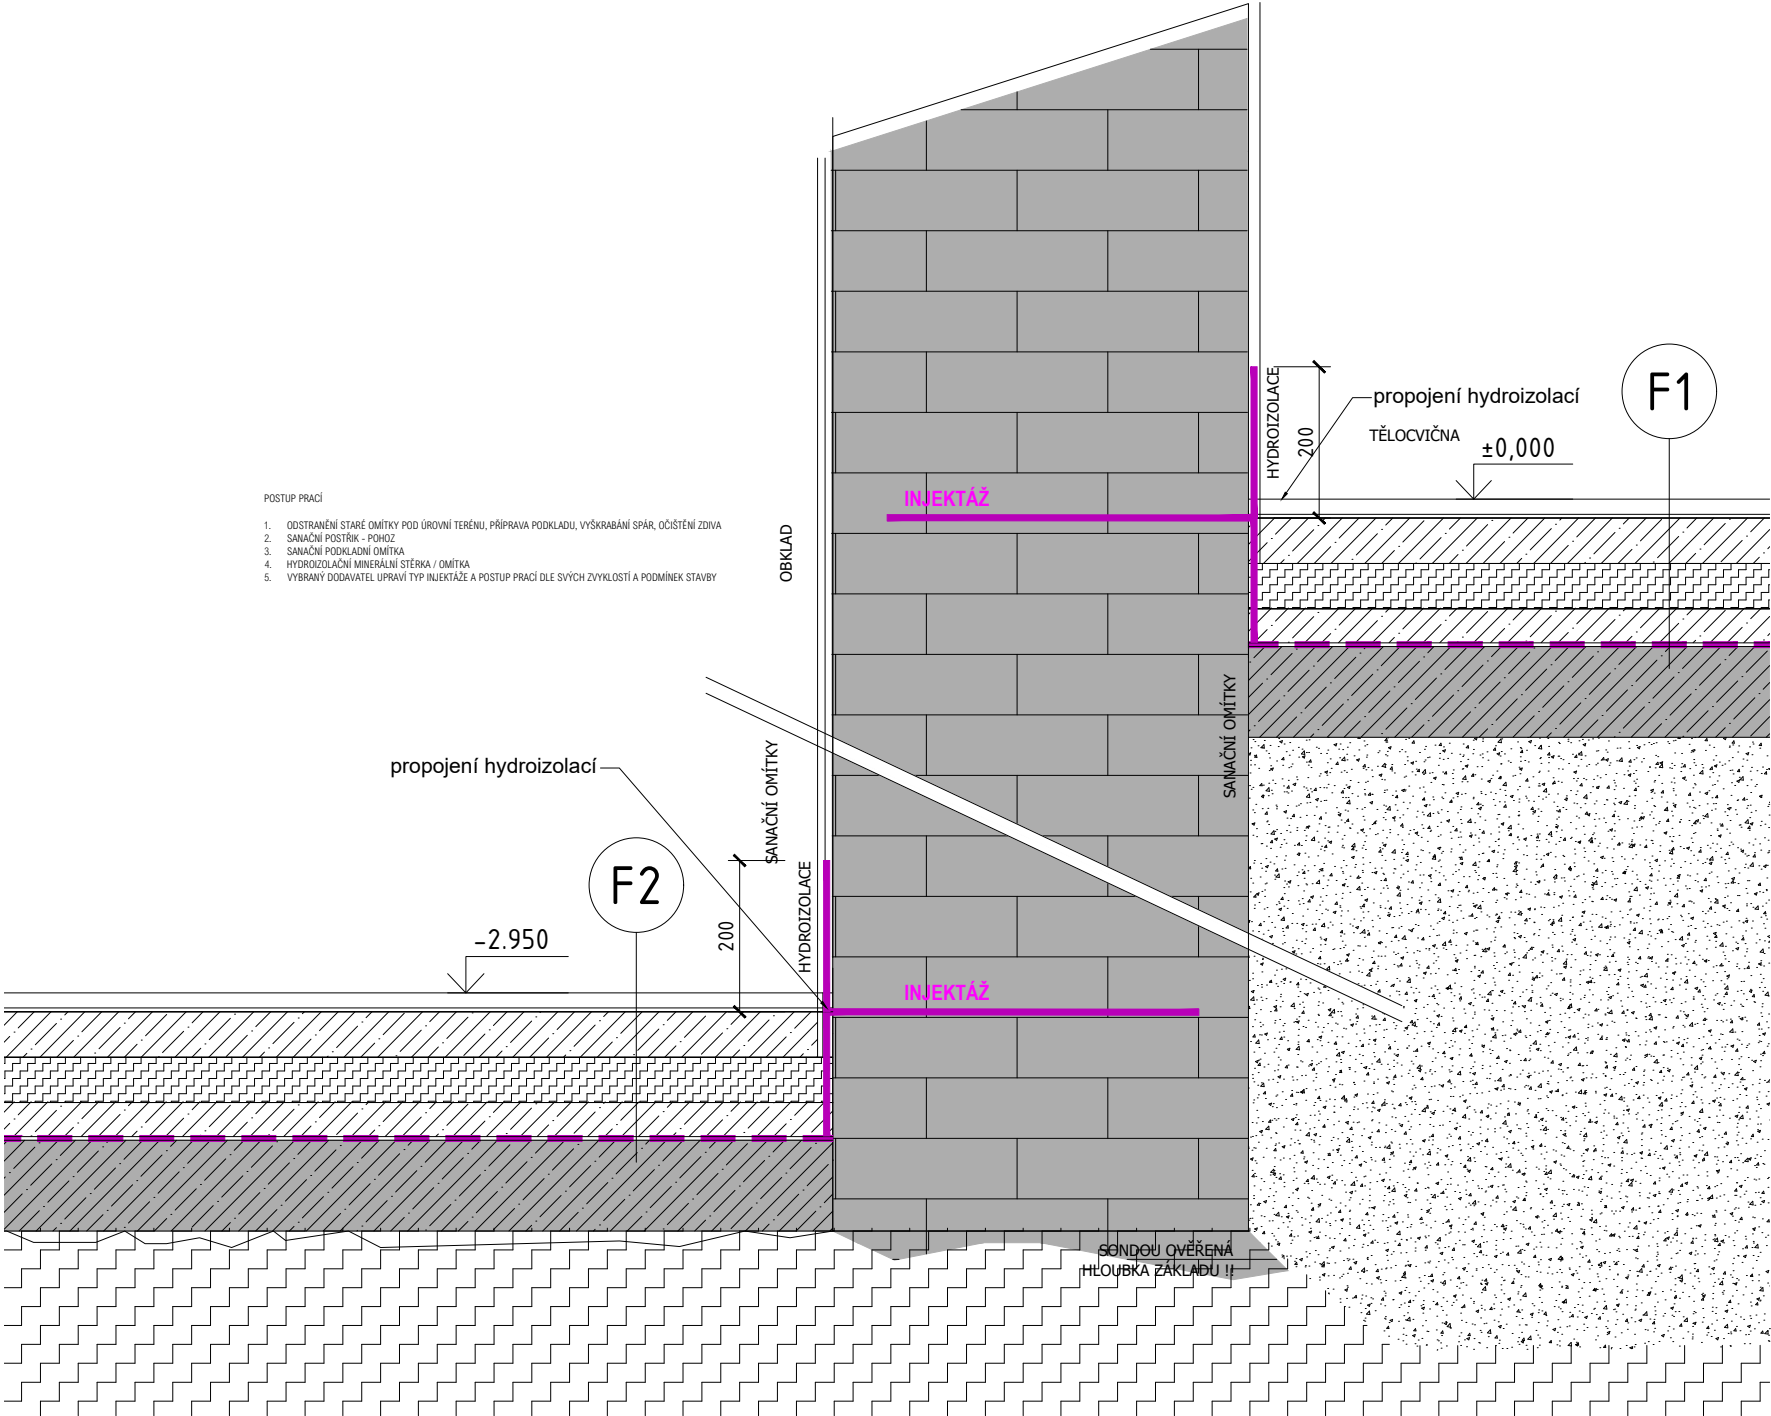 POSTUP PRACÍ
1. ODSTRANĚNÍ STARÉ OMÍTKY POD ÚROVNÍ TERÉNU, PŘÍPRAVA PODKLADU, VYŠKRABÁNÍ SPÁR, OČIŠTĚNÍ ZDIVA
2. SANAČNÍ POSTŘIK - POHOZ
3. SANAČNÍ PODKLADNÍ OMÍTKA
4. HYDROIZOLAČNÍ MINERÁLNÍ STĚRKA / OMÍTKA
5. VYBRANÝ DODAVATEL UPRAVÍ TYP INJEKTÁŽE A POSTUP PRACÍ DLE SVÝCH ZVYKLOSTÍ A PODMÍNEK STAVBY
OBKLAD
INJEKTÁŽ
HYDROIZOLACE
200
propojení hydroizolací
TĚLOCVIČNA
±0,000
F1
SANAČNÍ OMÍTKY
propojení hydroizolací
SANAČNÍ OMÍTKY
F2
-2.950
200
HYDROIZOLACE
INJEKTÁŽ
SONDOU OVĚŘENÁ
HLOUBKA ZÁKLADU !!